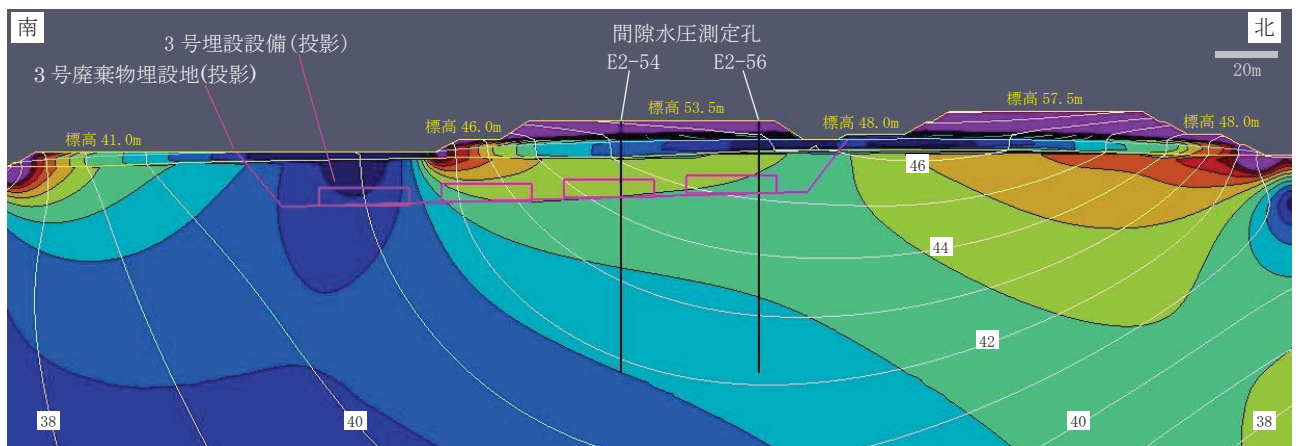 南
北
20m
3号埋設設備(投影)
3号廃棄物埋設地(投影)
間隙水圧測定孔
E2-54
E2-56
標高 41.0m
標高 46.0m
標高 53.5m
標高 48.0m
標高 57.5m
標高 48.0m
46
44
42
38
40
40
38